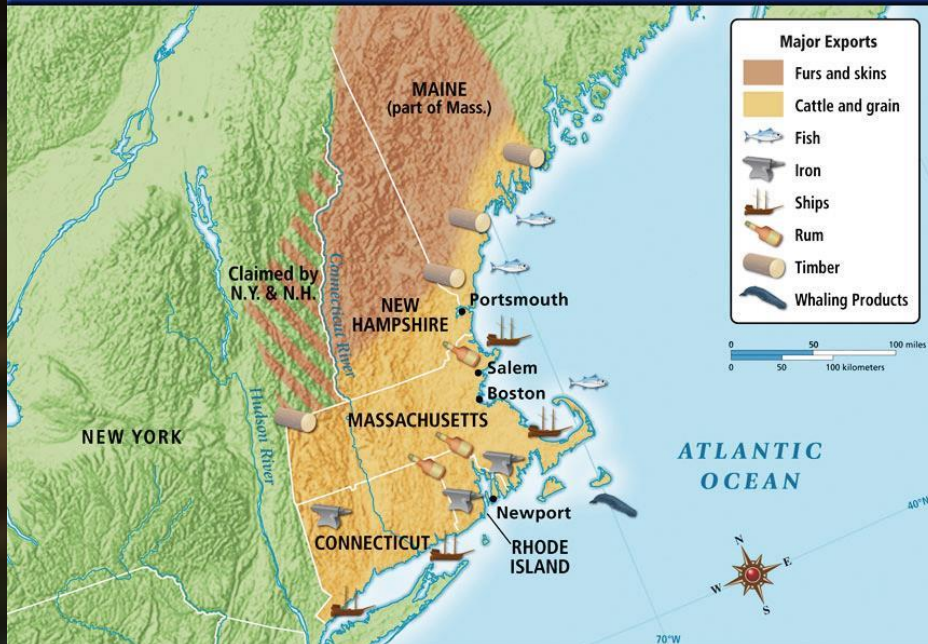 Major Exports
Furs and skins
Cattle and grain
Fish
Iron
Ships
Rum
Timber
Whaling Products
0 50 100 miles
0 50 100 kilometers
MAINE
(part of Mass.)
Claimed by
N.Y. & N.H.
Connecticut River
NEW
HAMPSHIRE
Portsmouth
Salem
Boston
MASSACHUSETTS
NEW YORK
Hudson River
ATLANTIC
OCEAN
40°N
Newport
CONNECTICUT
RHODE
ISLAND
N
W E
S
70°W